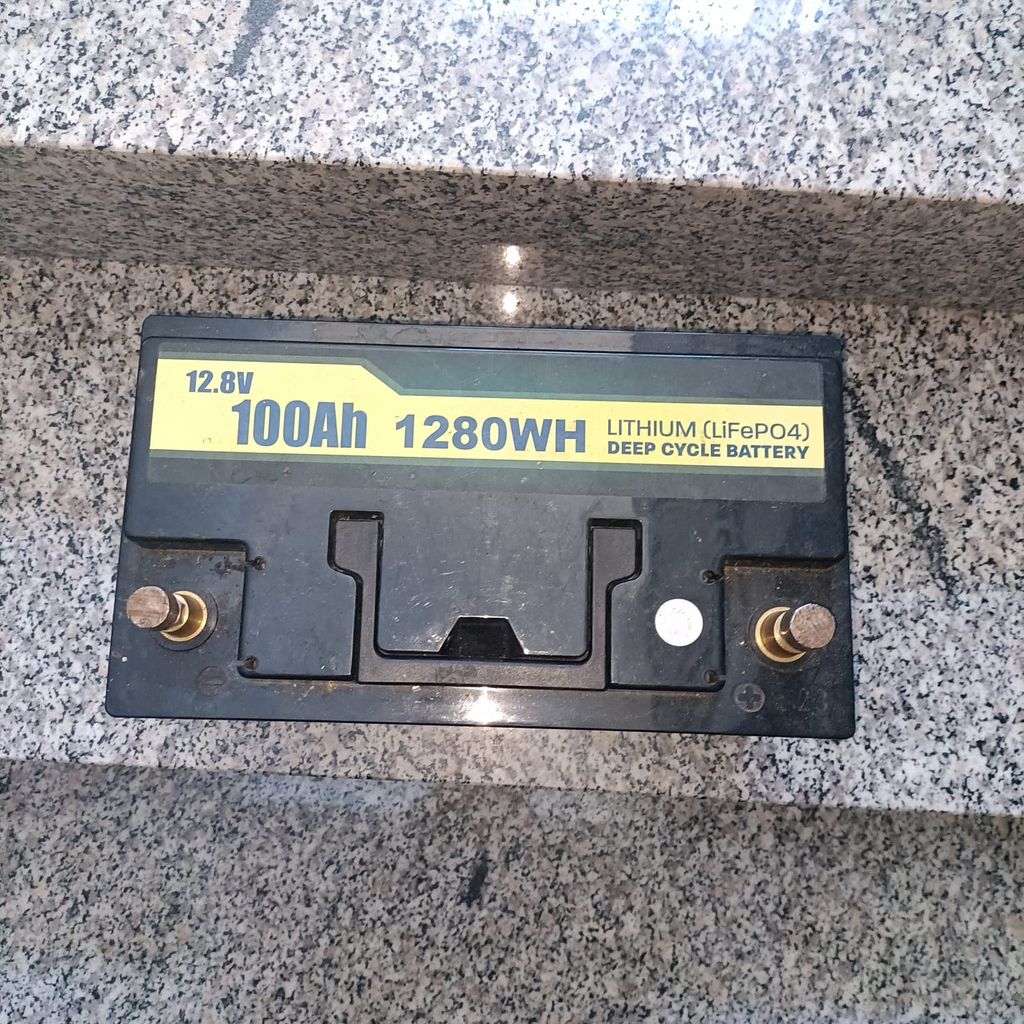 12.8V
100Ah 1280WH
LITHIUM (LiFePO4)
DEEP CYCLE BATTERY